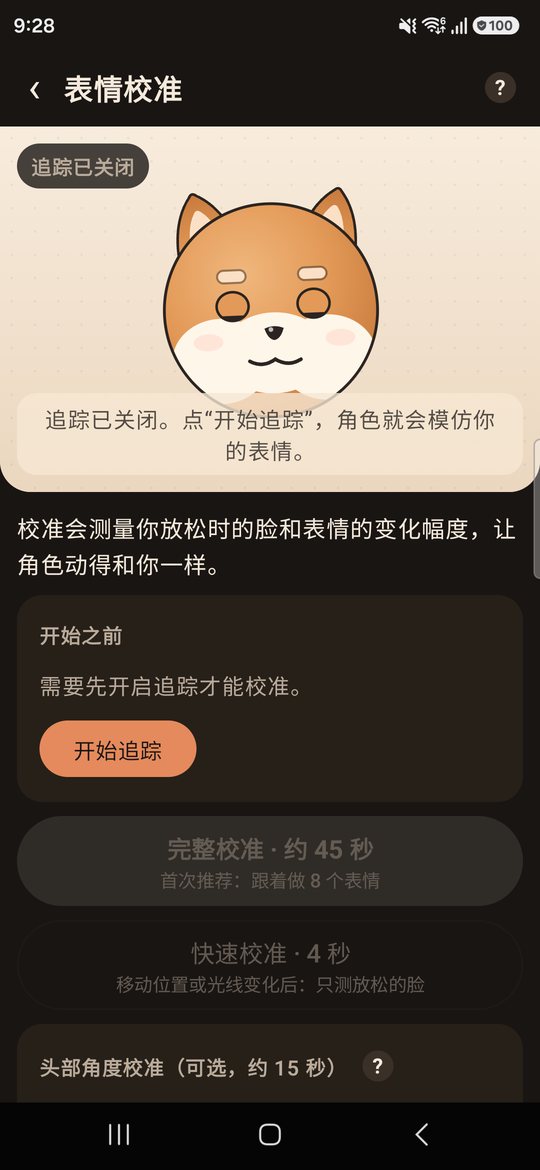 9:28
6
100
表情校准
?
追踪已关闭
追踪已关闭。点“开始追踪”，角色就会模仿你
的表情。
校准会测量你放松时的脸和表情的变化幅度，让
角色动得和你一样。
开始之前
需要先开启追踪才能校准。
开始追踪
完整校准 · 约 45 秒
首次推荐：跟着做 8 个表情
快速校准 · 4 秒
移动位置或光线变化后：只测放松的脸
头部角度校准（可选，约 15 秒）
?